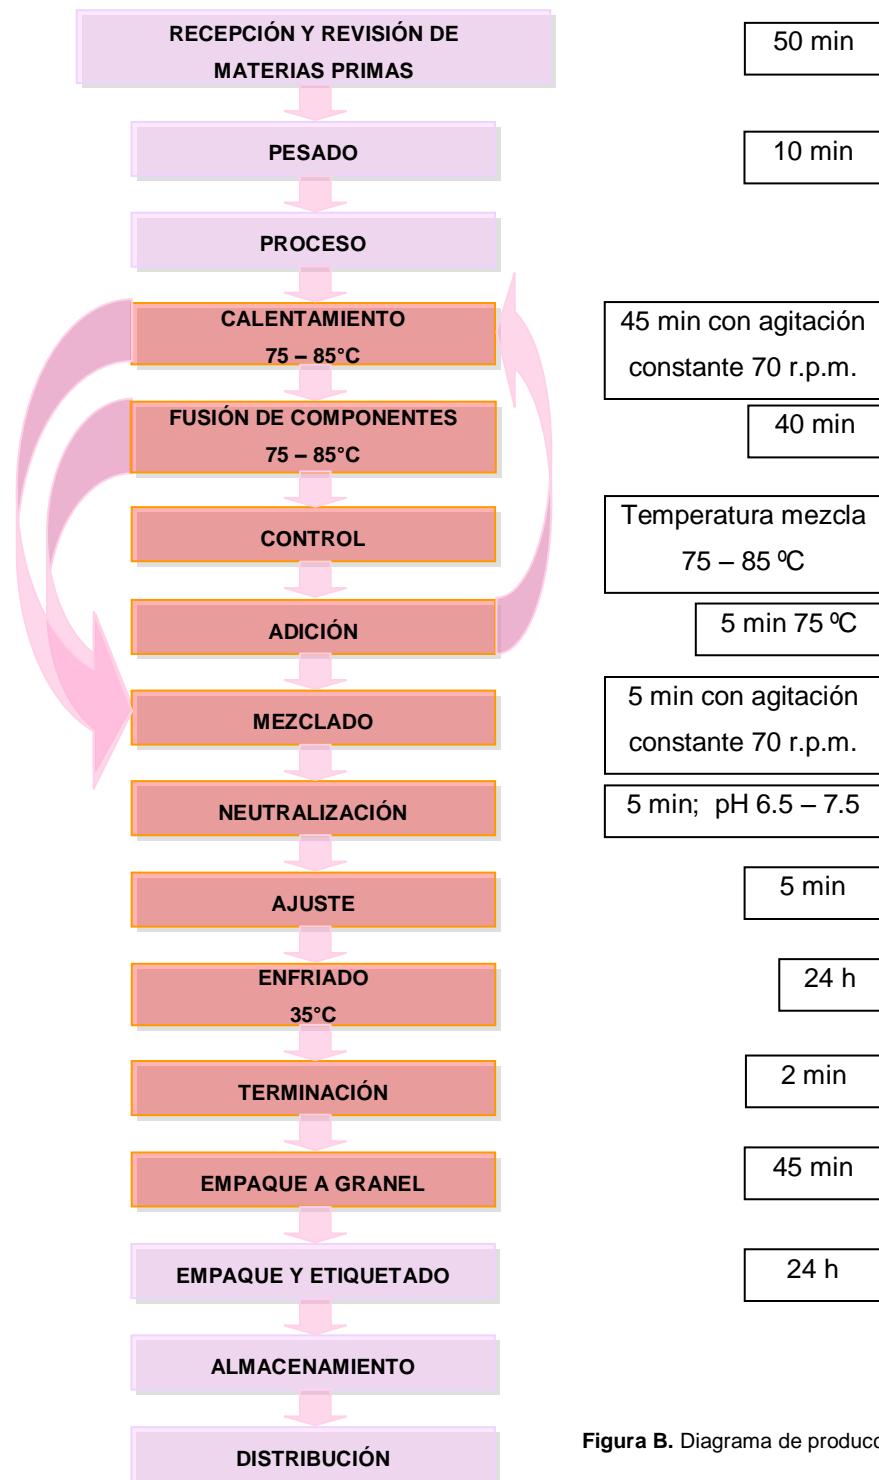 RECEPCIÓN Y REVISIÓN DE
MATERIAS PRIMAS
50 min
PESADO
10 min
PROCESO
CALENTAMIENTO
75 – 85°C
45 min con agitación
constante 70 r.p.m.
FUSIÓN DE COMPONENTES
75 – 85°C
40 min
CONTROL
Temperatura mezcla
75 – 85 ºC
ADICIÓN
5 min 75 ºC
MEZCLADO
5 min con agitación
constante 70 r.p.m.
NEUTRALIZACIÓN
5 min; pH 6.5 – 7.5
AJUSTE
5 min
ENFRIADO
35°C
24 h
TERMINACIÓN
2 min
EMPAQUE A GRANEL
45 min
EMPAQUE Y ETIQUETADO
24 h
ALMACENAMIENTO
DISTRIBUCIÓN
Figura B. Diagrama de producc